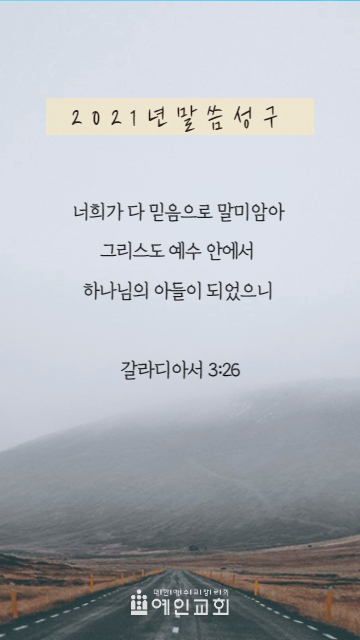 2021년말씀성구
너희가 다 믿음으로 말미암아
그리스도 예수 안에서
하나님의 아들이 되었으니
갈라디아서 3:26
예인교회